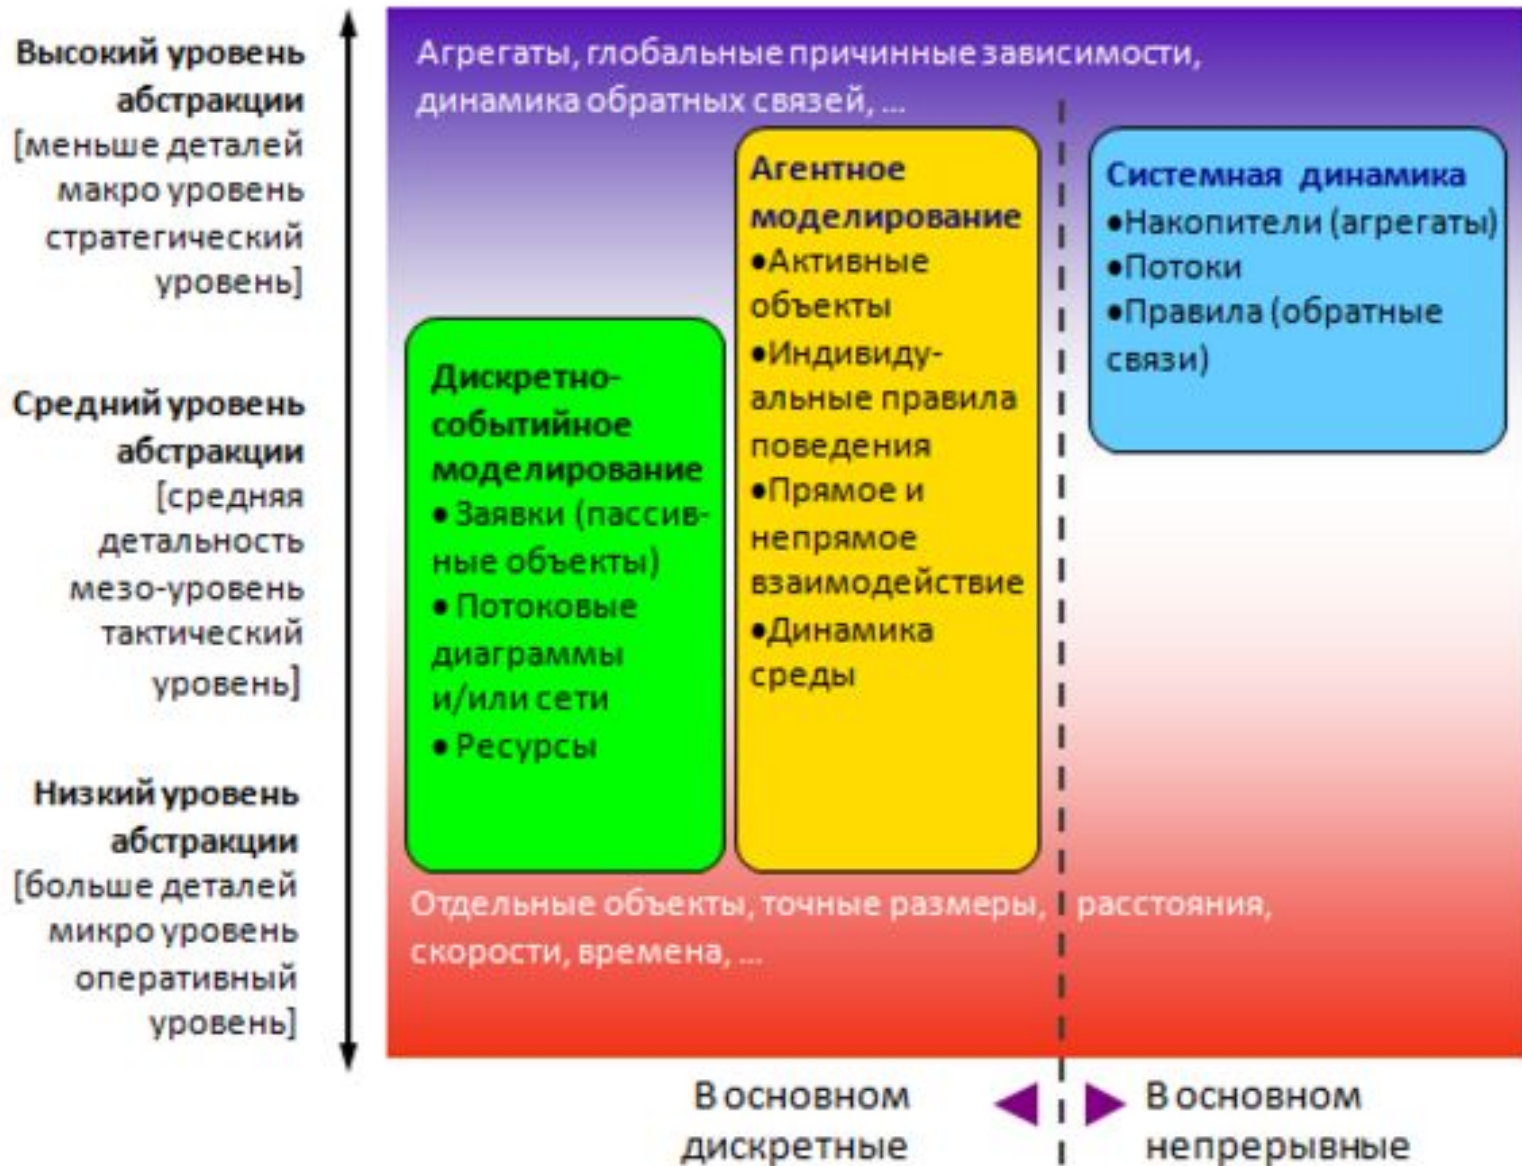 Высокий уровень
абстракции
[меньше деталей
макро уровень
стратегический
уровень]
Средний уровень
абстракции
[средняя
детальность
мезо-уровень
тактический
уровень]
Низкий уровень
абстракции
[больше деталей
микро уровень
оперативный
уровень]
Агрегаты, глобальные причинные зависимости,
динамика обратных связей, ...
Дискретно-
событийное
моделирование
• Заявки (пассив-
ные объекты)
• Потоковые
диаграммы
и/или сети
• Ресурсы
Агентное
моделирование
•Активные
объекты
•Индивиду-
альные правила
поведения
•Прямое и
непрямое
взаимодействие
•Динамика
среды
Системная динамика
•Накопители (агрегаты)
•Потоки
•Правила (обратные
связи)
Отдельные объекты, точные размеры, расстояния,
скорости, времена, ...
В основном
дискретные
В основном
непрерывные